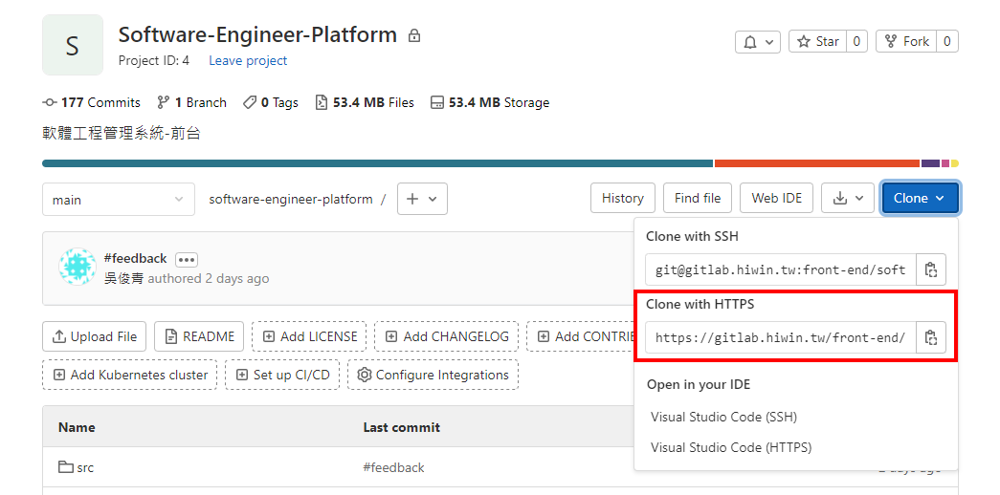 S
Software-Engineer-Platform
Project ID: 4 Leave project
Star 0 Fork 0
177 Commits 1 Branch 0 Tags 53.4 MB Files 53.4 MB Storage
軟體工程管理系統-前台
main software-engineer-platform / + History Find file Web IDE Clone
Clone with SSH
git@gitlab.hiwin.tw:front-end/soft
#feedback
吳俊青 authored 2 days ago
Clone with HTTPS
https://gitlab.hiwin.tw/front-end/
Upload File README Add LICENSE Add CHANGELOG Add CONTRIB
Add Kubernetes cluster Set up CI/CD Configure Integrations
Open in your IDE
Visual Studio Code (SSH)
Visual Studio Code (HTTPS)
Name Last commit
src #feedback